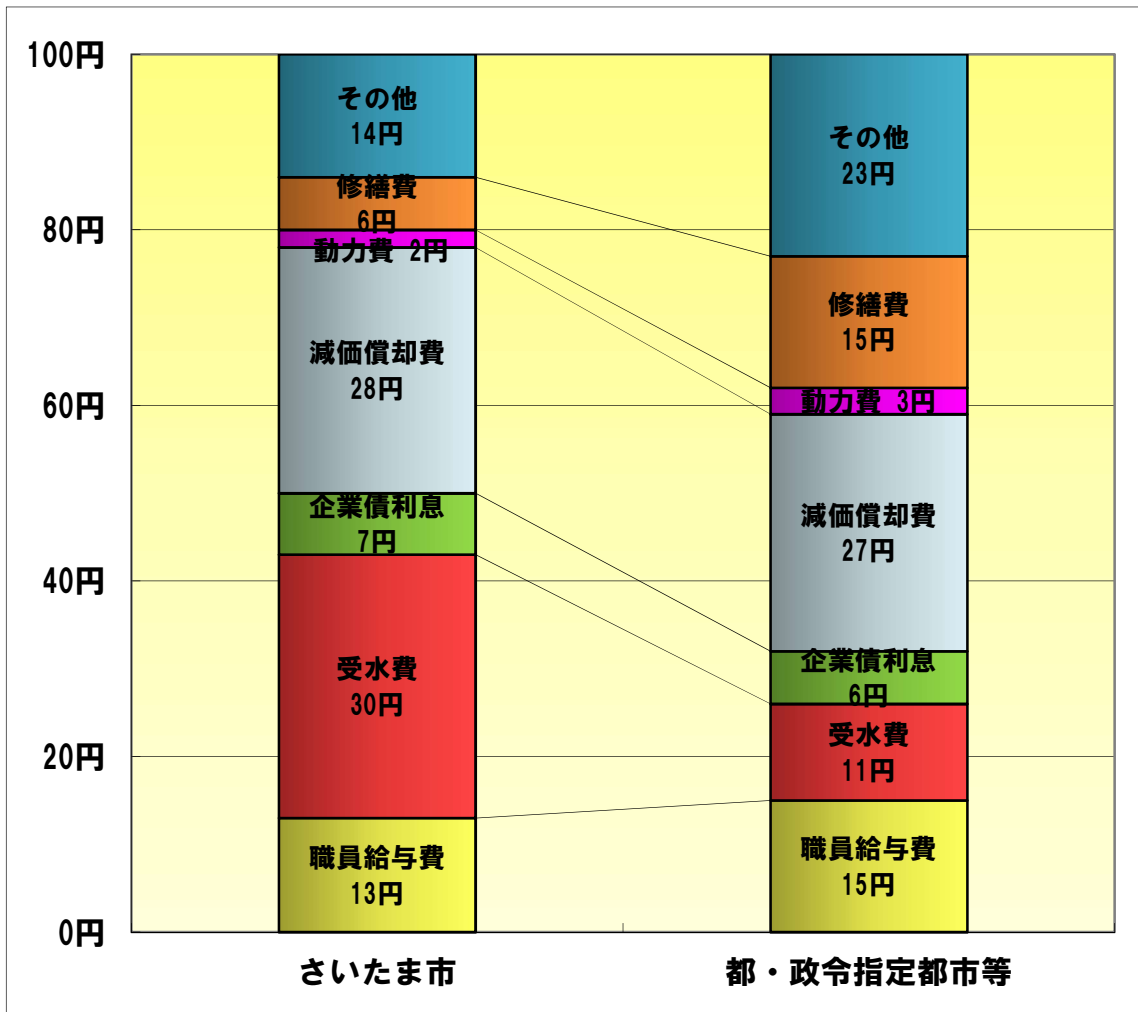 100円
80円
60円
40円
20円
0円
その他
14円
修繕費
6円
動力費 2円
減価償却費
28円
企業債利息
7円
受水費
30円
職員給与費
13円
その他
23円
修繕費
15円
動力費 3円
減価償却費
27円
企業債利息
6円
受水費
11円
職員給与費
15円
さいたま市
都・政令指定都市等